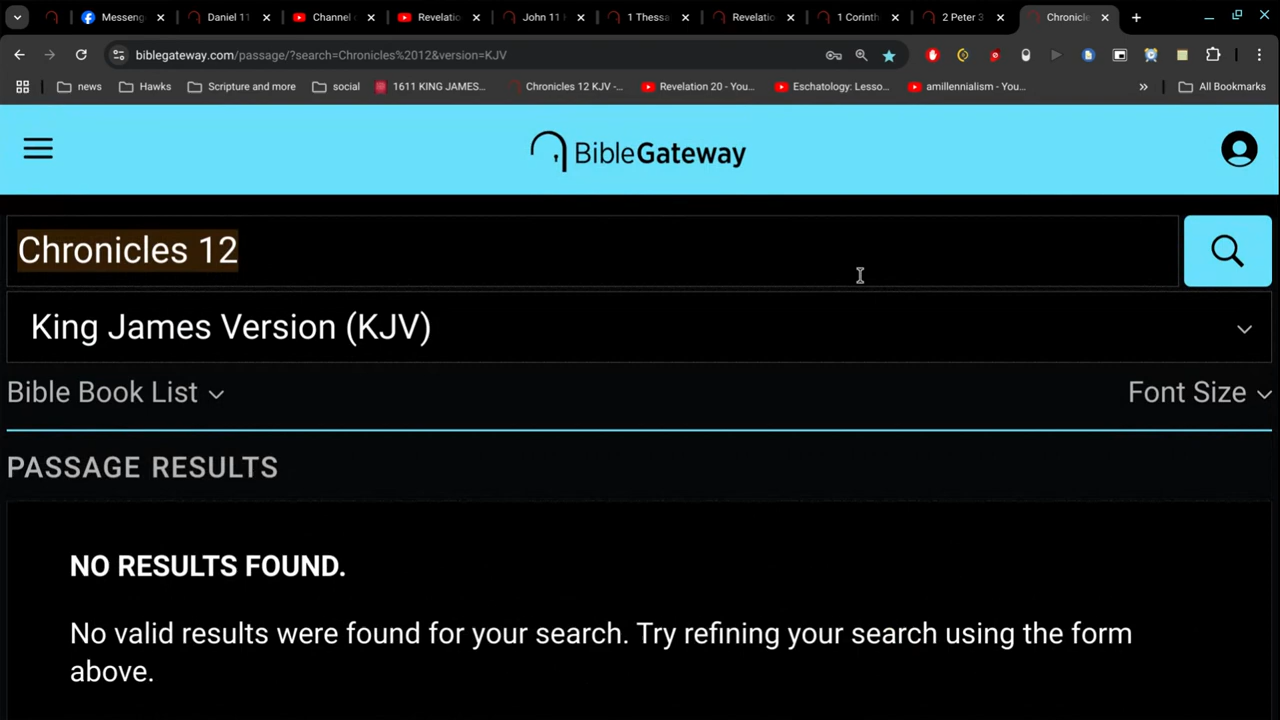 Messeng
Daniel 11
Channel
Revelatio
John 11
1 Thessa
Revelatio
1 Corinth
2 Peter 3
Chronicle
biblegateway.com/passage/?search=Chronicles%2012&version=KJV
news
Hawks
Scripture and more
social
1611 KING JAMES...
Chronicles 12 KJV -...
Revelation 20 - You...
Eschatology: Lesso...
amillennialism - You...
All Bookmarks
BibleGateway
Chronicles 12
King James Version (KJV)
Bible Book List
Font Size
PASSAGE RESULTS
NO RESULTS FOUND.
No valid results were found for your search. Try refining your search using the form
above.